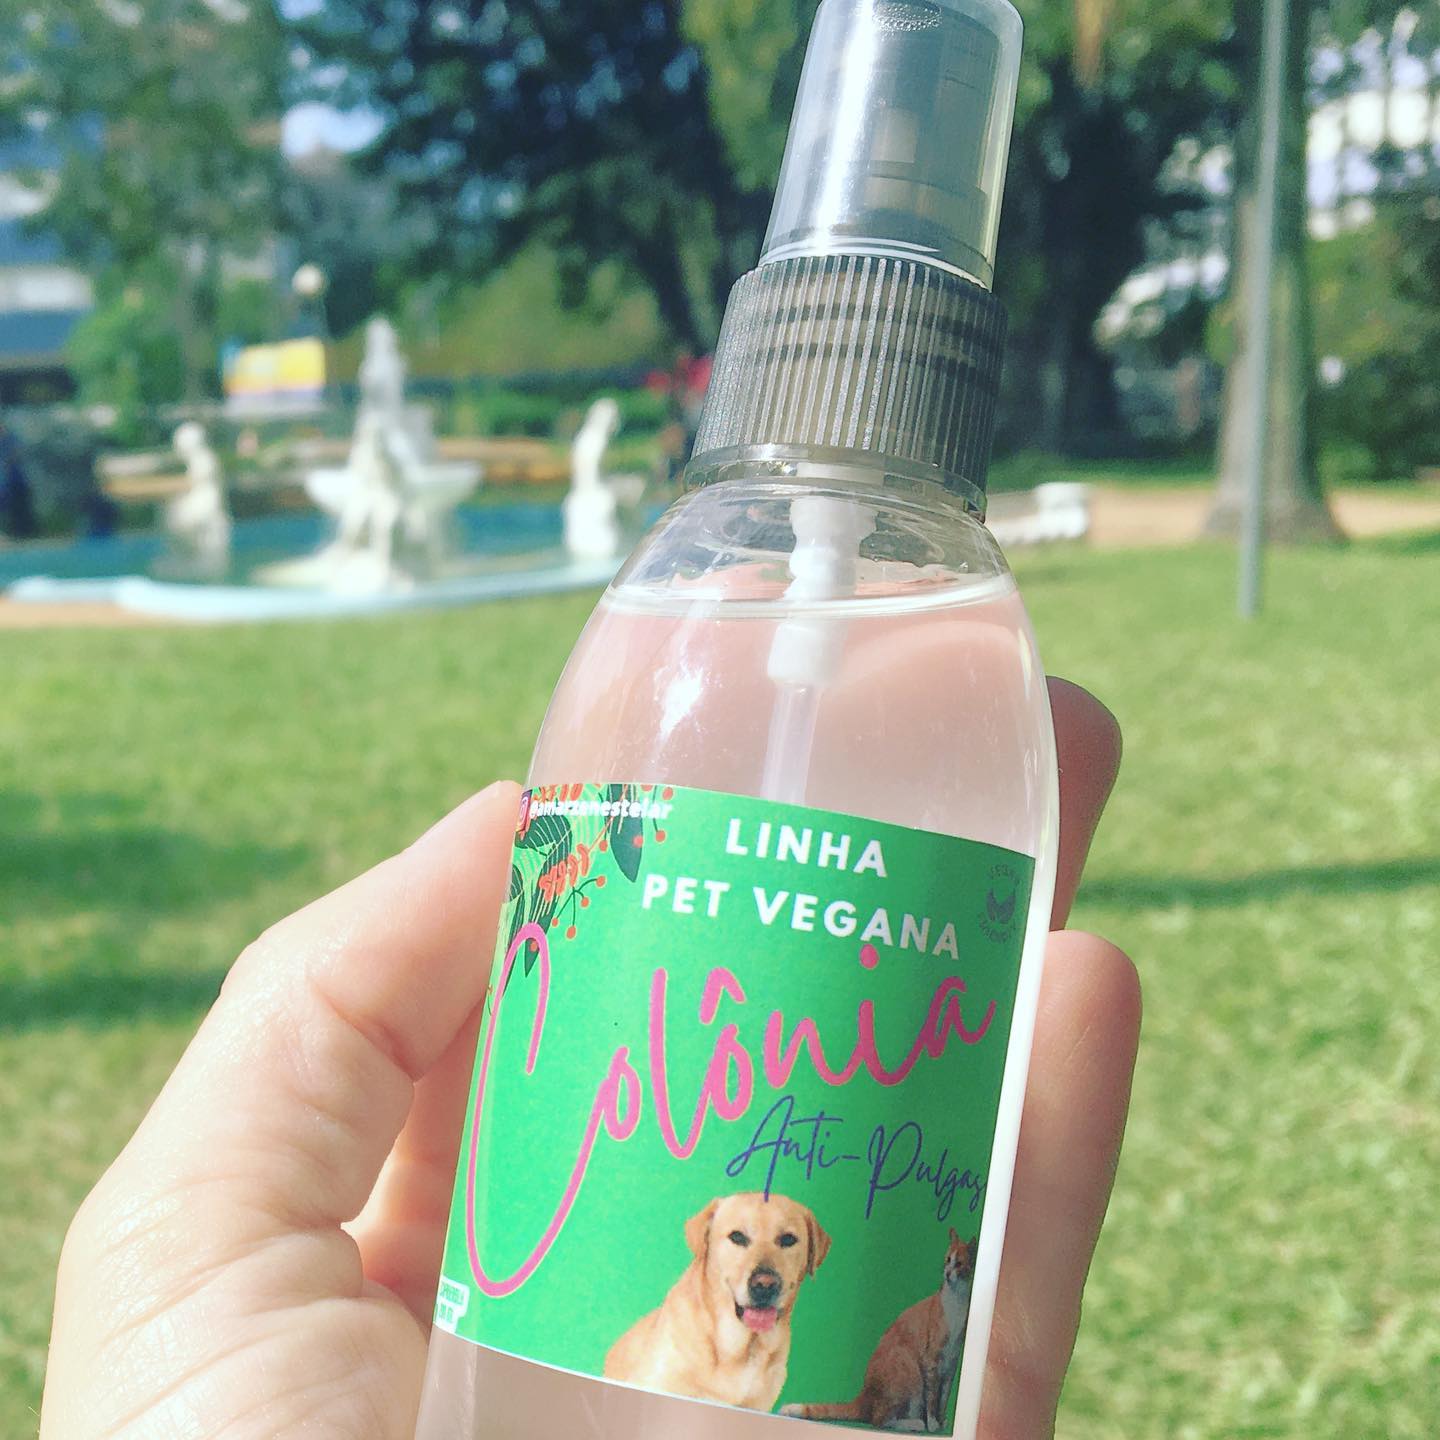 LINHA
PET VEGANA
Colônia
Anti-Pulgas